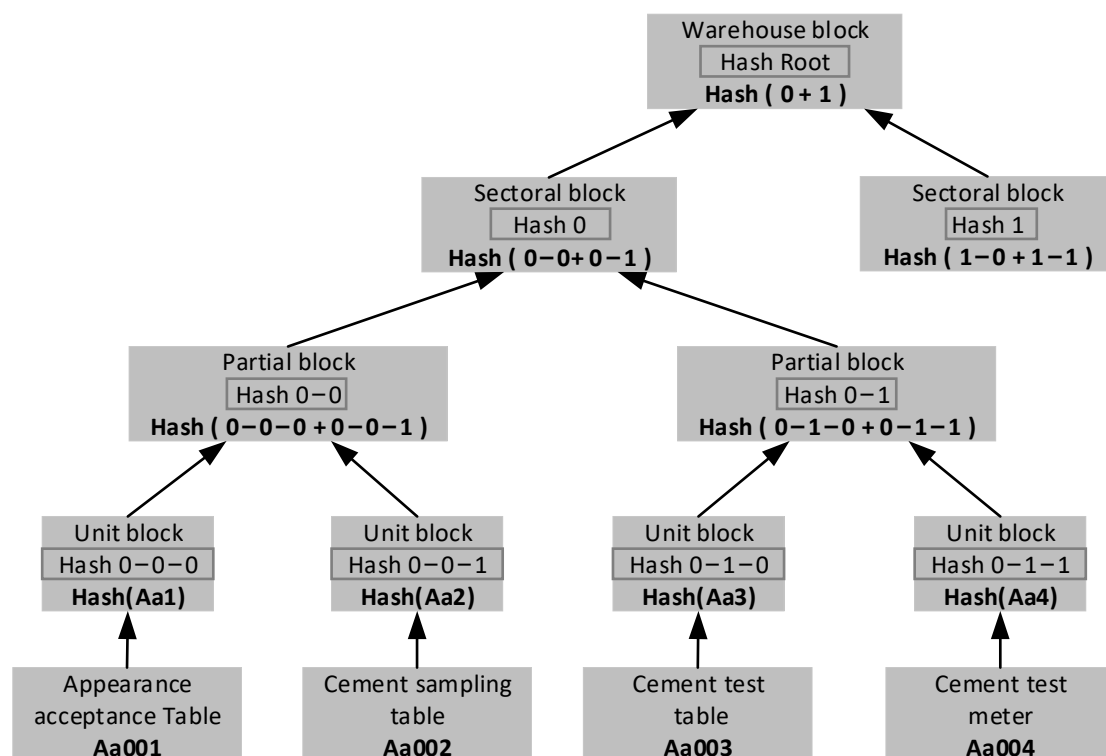 Warehouse block
Hash Root
Hash ( 0 + 1 )
Sectoral block
Hash 0
Hash ( 0−0+ 0−1 )
Sectoral block
Hash 1
Hash ( 1−0 + 1−1 )
Partial block
Hash 0−0
Hash ( 0−0−0 + 0−0−1 )
Partial block
Hash 0−1
Hash ( 0−1−0 + 0−1−1 )
Unit block
Hash 0−0−0
Hash(Aa1)
Unit block
Hash 0−0−1
Hash(Aa2)
Unit block
Hash 0−1−0
Hash(Aa3)
Unit block
Hash 0−1−1
Hash(Aa4)
Appearance
acceptance Table
Aa001
Cement sampling
table
Aa002
Cement test
table
Aa003
Cement test
meter
Aa004